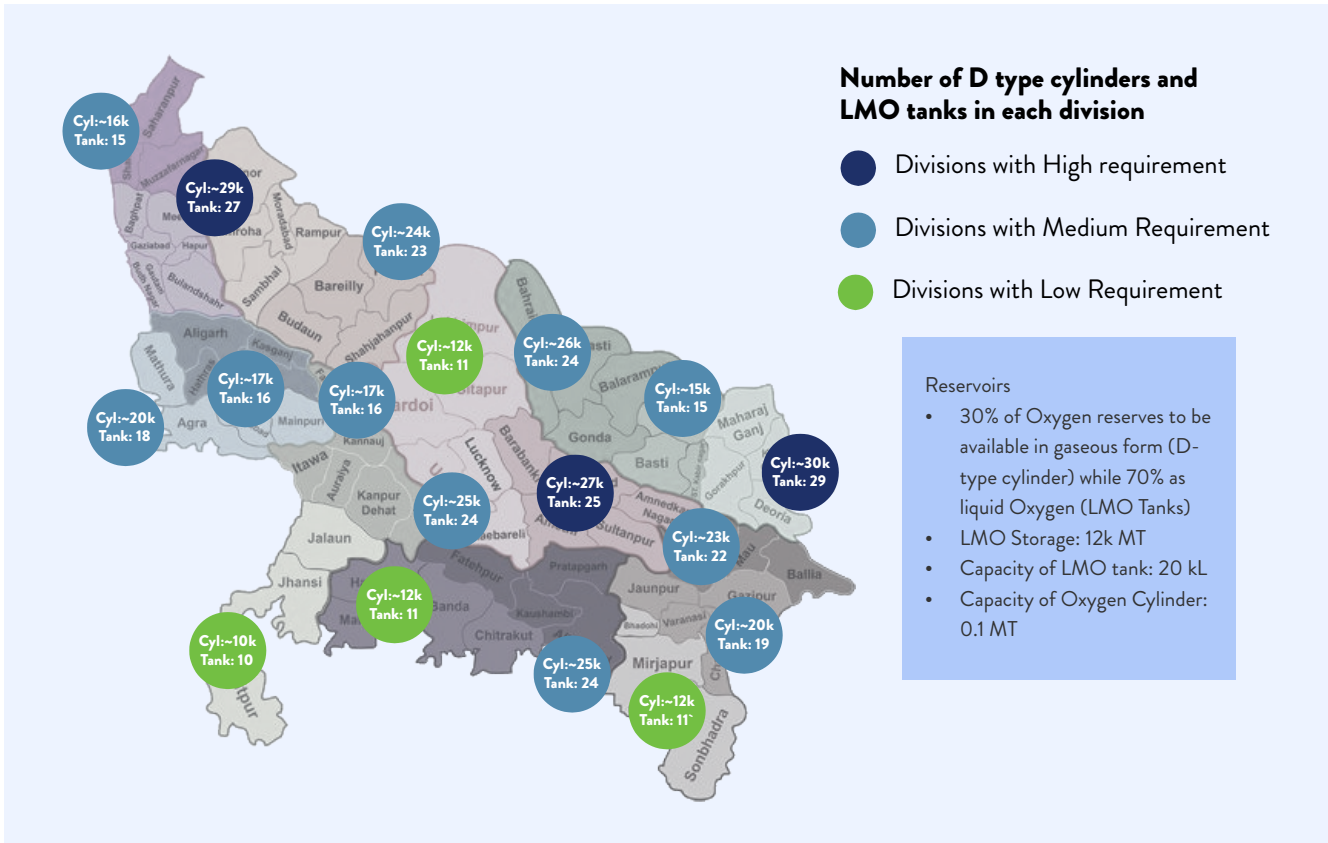 Number of D type cylinders and
LMO tanks in each division
Divisions with High requirement
Divisions with Medium Requirement
Divisions with Low Requirement
Reservoirs
• 30% of Oxygen reserves to be
available in gaseous form (D-
type cylinder) while 70% as
liquid Oxygen (LMO Tanks)
• LMO Storage: 12k MT
• Capacity of LMO tank: 20 kL
• Capacity of Oxygen Cylinder:
0.1 MT
Cyl:~16k
Tank: 15
Saharanpur
Muzzafarnagar
Cyl:~29k
Tank: 27
Baghpat
Gaziabad
Hapur
Gautam
Budh Nagar
Bulandshahr
Moradabad
Rampur
Sambhal
Cyl:~24k
Tank: 23
Bareilly
Budaun
Shahjahanpur
Cyl:~12k
Tank: 11
Cyl:~26k
Tank: 24
Balarampur
Cyl:~15k
Tank: 15
Maharaj
Ganj
Aligarh
Kasganj
Mathura
Hathras
Cyl:~17k
Tank: 16
Cyl:~17k
Tank: 16
Cyl:~20k
Tank: 18
Agra
Mainpuri
Kannauj
Itawa
Auraiya
Kanpur
Dehat
Lucknow
Gonda
Basti
Gorakhpur
Deoria
Cyl:~30k
Tank: 29
Cyl:~27k
Tank: 25
Cyl:~25k
Tank: 24
Sultanpur
Cyl:~23k
Tank: 22
Mau
Ballia
Jalaun
Jhansi
Fatehpur
Pratapgarh
Banda
Kaushambi
Chitrakut
Cyl:~12k
Tank: 11
Jaunpur
Gazipur
Bhadohi
Varanasi
Cyl:~20k
Tank: 19
Cyl:~10k
Tank: 10
Cyl:~25k
Tank: 24
Mirjapur
Cyl:~12k
Tank: 11`
Sonbhadra